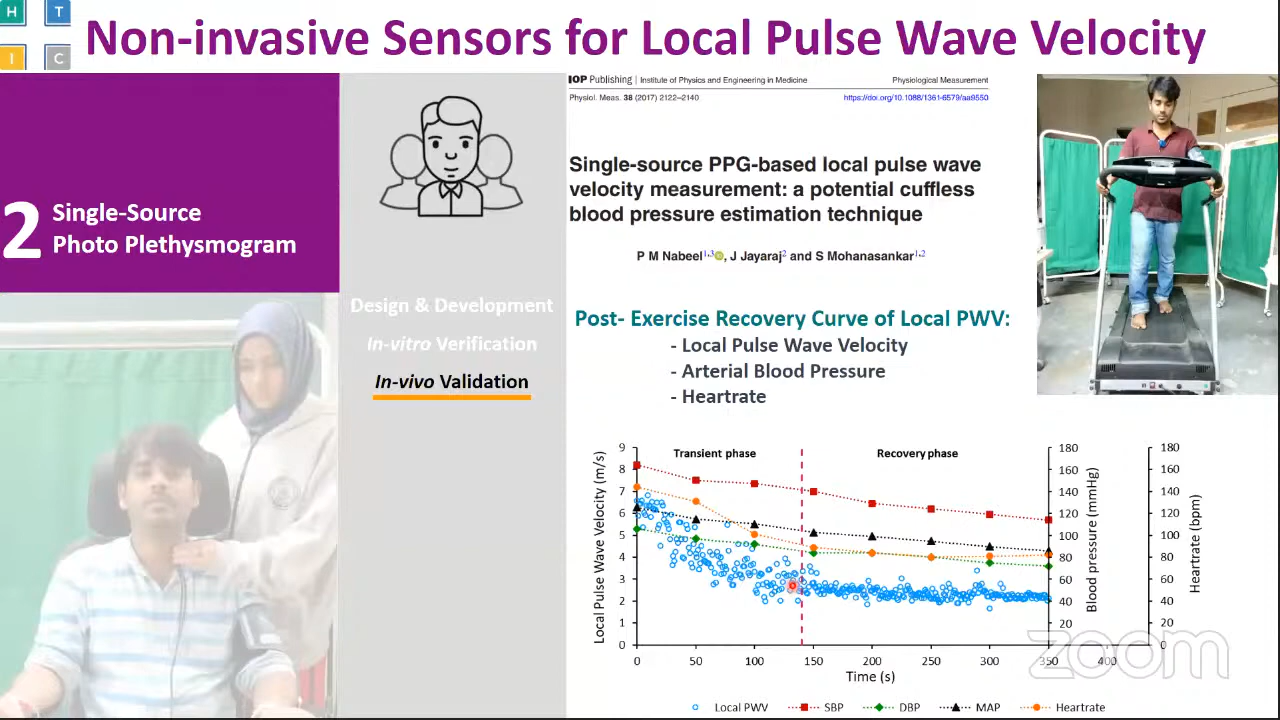 H T
I C
Non-invasive Sensors for Local Pulse Wave Velocity
2
Single-Source
Photo Plethysmogram
Design & Development
In-vitro Verification
In-vivo Validation
IOP Publishing | Institute of Physics and Engineering in Medicine
Physiological Measurement
Physiol. Meas. 38 (2017) 2122–2140
https://doi.org/10.1088/1361-6579/aa9550
Single-source PPG-based local pulse wave
velocity measurement: a potential cuffless
blood pressure estimation technique
P M Nabeel1,3, J Jayaraj2 and S Mohanasankar1,2
Post- Exercise Recovery Curve of Local PWV:
- Local Pulse Wave Velocity
- Arterial Blood Pressure
- Heartrate
Transient phase
Recovery phase
Local Pulse Wave Velocity (m/s)
9
8
7
6
5
4
3
2
1
0
0 50 100 150 200 250 300 350 400
Time (s)
180
160
140
120
100
80
60
40
20
Blood pressure (mmHg)
180
160
140
120
100
80
60
40
20
0
Heartrate (bpm)
Local PWV SBP DBP MAP Heartrate
zoom